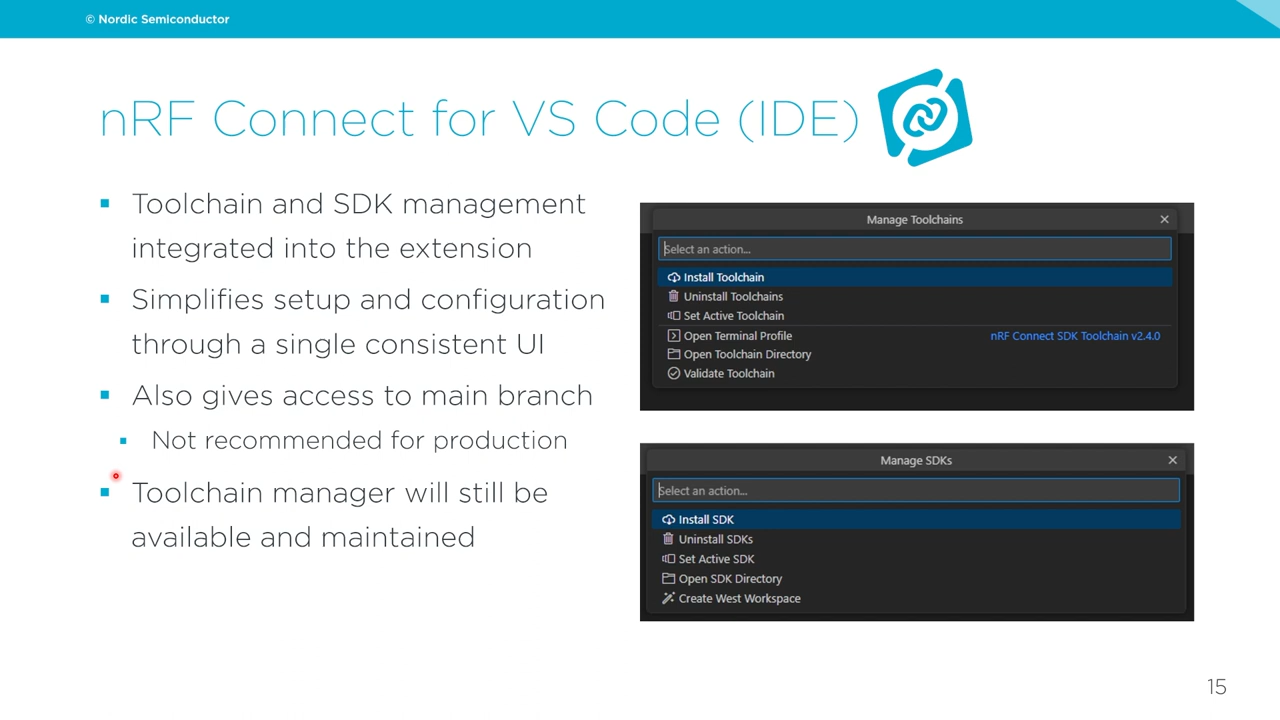 © Nordic Semiconductor
nRF Connect for VS Code (IDE)
Toolchain and SDK management
integrated into the extension
Simplifies setup and configuration
through a single consistent UI
Also gives access to main branch
Not recommended for production
Toolchain manager will still be
available and maintained
Manage Toolchains
Select an action...
Install Toolchain
Uninstall Toolchains
Set Active Toolchain
Open Terminal Profile nRF Connect SDK Toolchain v2.4.0
Open Toolchain Directory
Validate Toolchain
Manage SDKs
Select an action...
Install SDK
Uninstall SDKs
Set Active SDK
Open SDK Directory
Create West Workspace
15